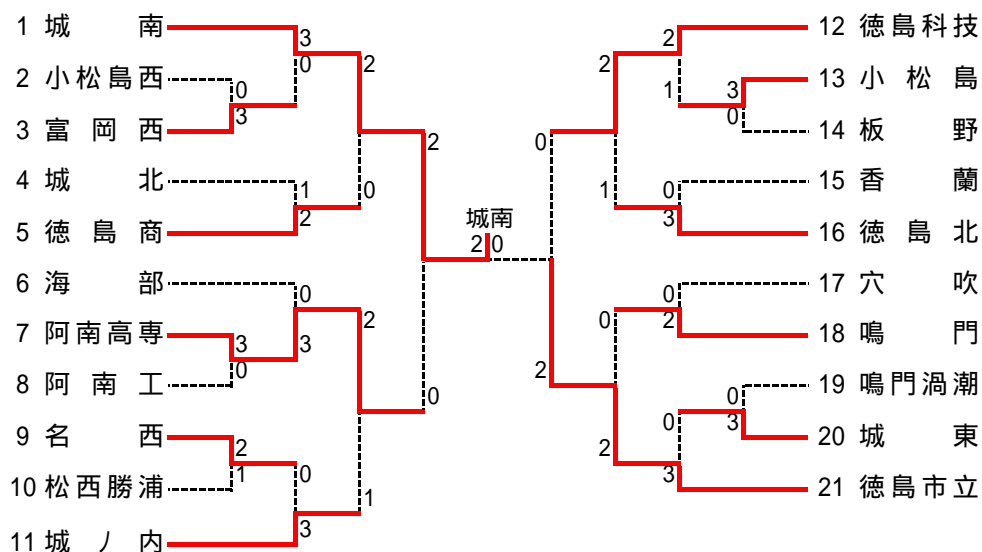 1 城南
2 小松島西
3 富岡西
4 城北
5 徳島商
6 海部
7 阿南高専
8 阿南工
9 名西
10 松西勝浦
11 城ノ内
3
0
0
3
2
1
2
0
2
0
3
0
3
2
2
1
0
3
1
0
城南
2 0
0
2
2
1
2
1
3
0
0
3
0
2
0
2
0
3
0
3
12 徳島科技
13 小松島
14 板野
15 香蘭
16 徳島北
17 穴吹
18 鳴門
19 鳴門渦潮
20 城東
21 徳島市立